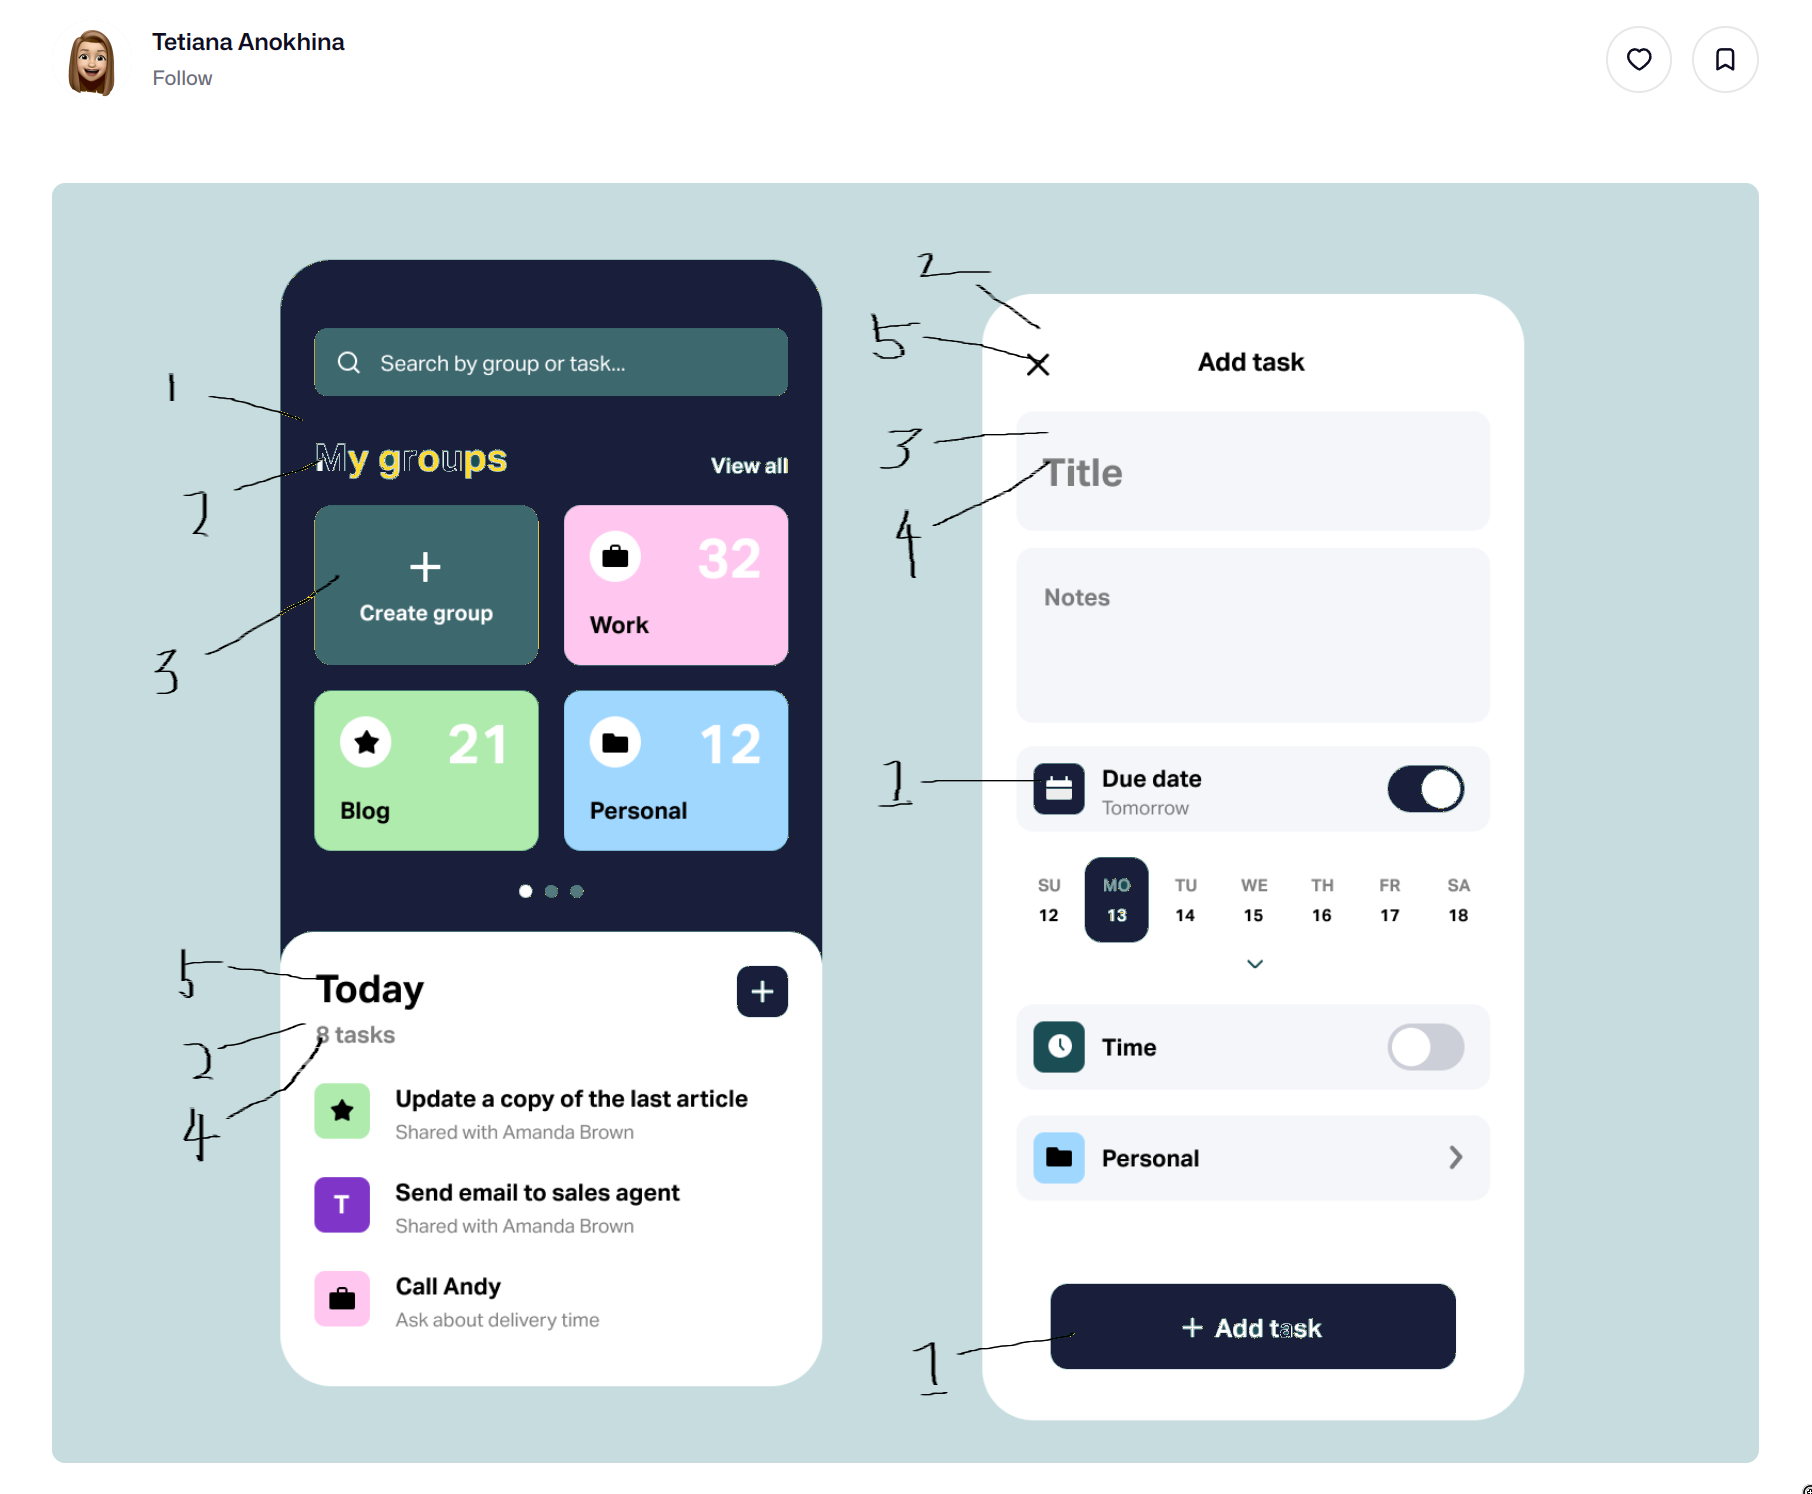 Tetiana Anokhina
Follow
2
5
Search by group or task...
Add task
1
My groups
View all
3
Title
2
4
Create group
32
Work
Notes
3
21
Blog
12
Personal
1
Due date
Tomorrow
SU MO TU WE TH FR SA
12 13 14 15 16 17 18
5
Today
8 tasks
2
4
Time
Update a copy of the last article
Shared with Amanda Brown
Personal
T
Send email to sales agent
Shared with Amanda Brown
Call Andy
Ask about delivery time
+ Add task
1